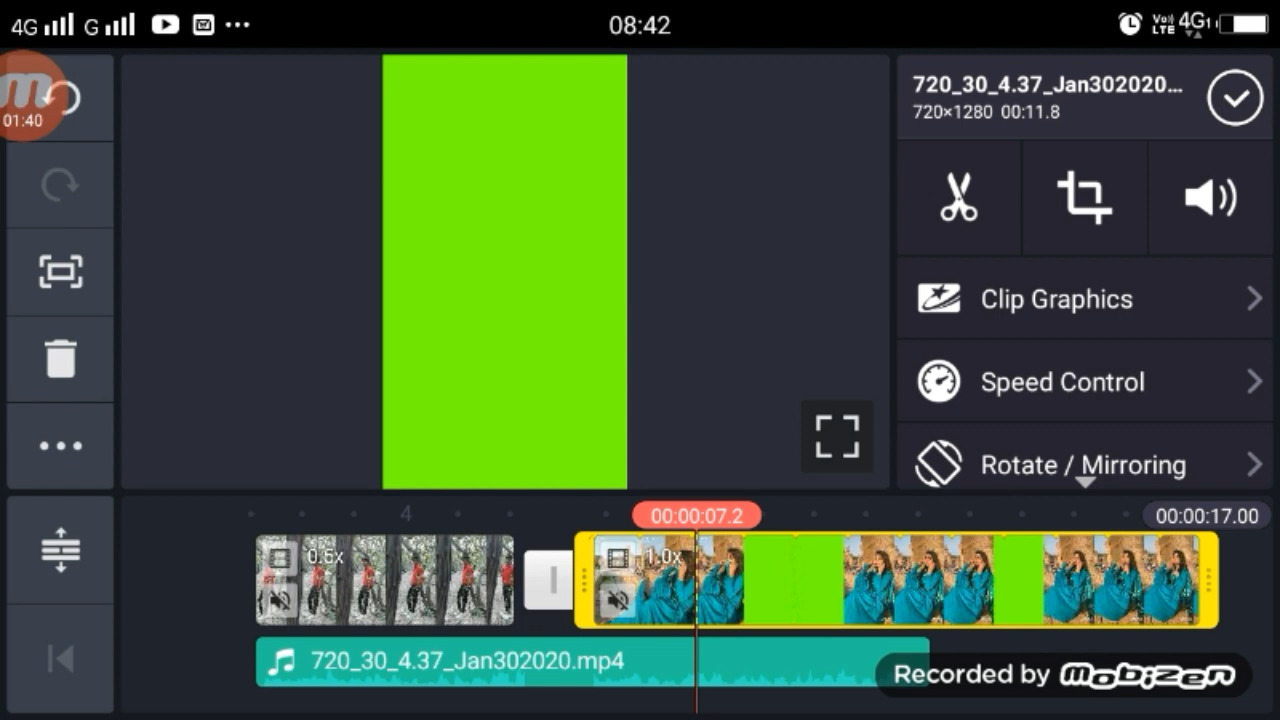 4G G 08:42 Vo) LTE 4G
01:40
720_30_4.37_Jan302020...
720×1280 00:11.8
Clip Graphics
Speed Control
Rotate / Mirroring
4 00:00:07.2 00:00:17.00
0.5x 1.0x
720_30_4.37_Jan302020.mp4
Recorded by mobizen